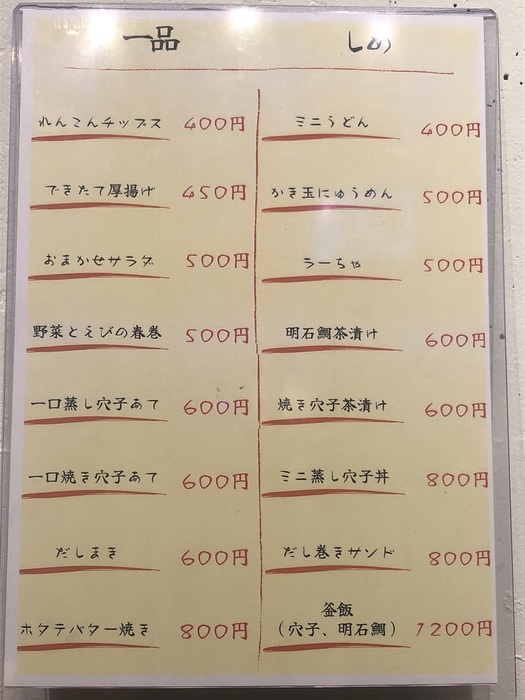 一品
れんこんチップス 400円
できたて厚揚げ 450円
おまかせサラダ 500円
野菜とえびの春巻 500円
一口蒸し穴子あて 600円
一口焼き穴子あて 600円
だしまき 600円
ホタテバター焼き 800円
しめ
ミニうどん 400円
かき玉にゅうめん 500円
らーちゃ 500円
明石鯛茶漬け 600円
焼き穴子茶漬け 600円
ミニ蒸し穴子丼 800円
だし巻きサンド 800円
釜飯
（穴子、明石鯛） 1200円